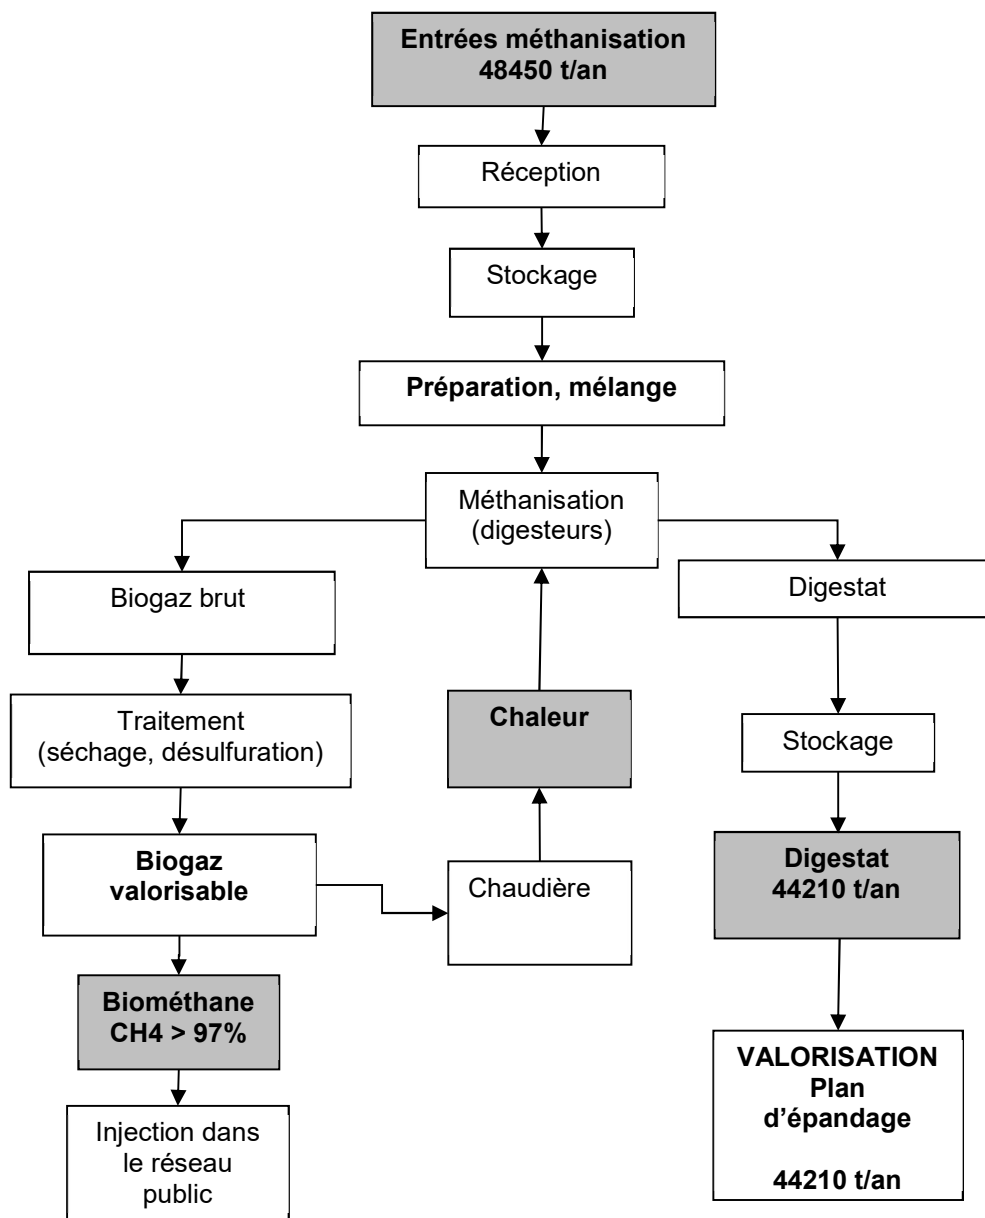 Entrées méthanisation
48450 t/an
Réception
Stockage
Préparation, mélange
Méthanisation
(digesteurs)
Biogaz brut
Digestat
Traitement
(séchage, désulfuration)
Chaleur
Stockage
Biogaz
valorisable
Chaudière
Digestat
44210 t/an
Biométhane
CH4 > 97%
VALORISATION
Plan
d'épandage
44210 t/an
Injection dans
le réseau
public